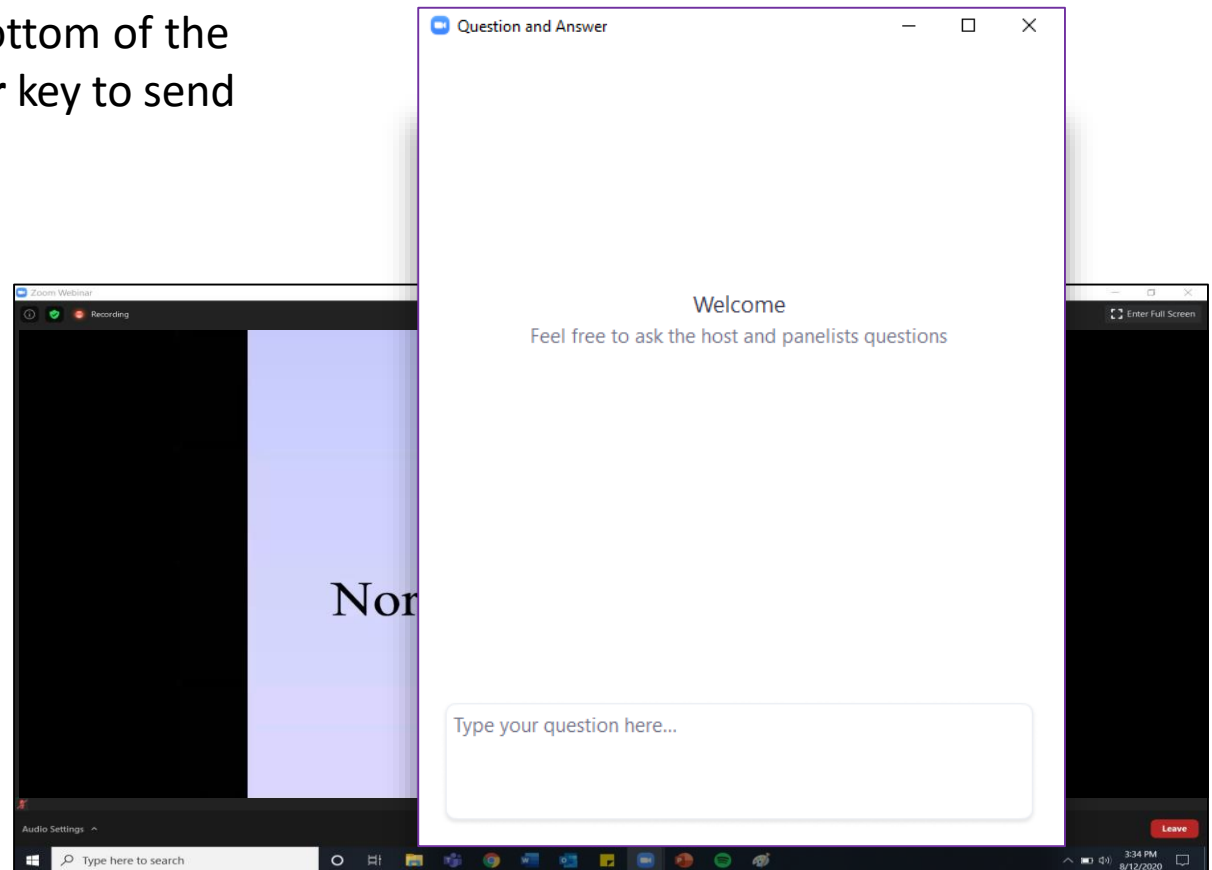 ottom of the
r key to send
Question and Answer
Welcome
Feel free to ask the host and panelists questions
Type your question here...
Zoom Webinar
Recording
Enter Full Screen
Nor
Audio Settings
Leave
Type here to search
3:34 PM
8/12/2020